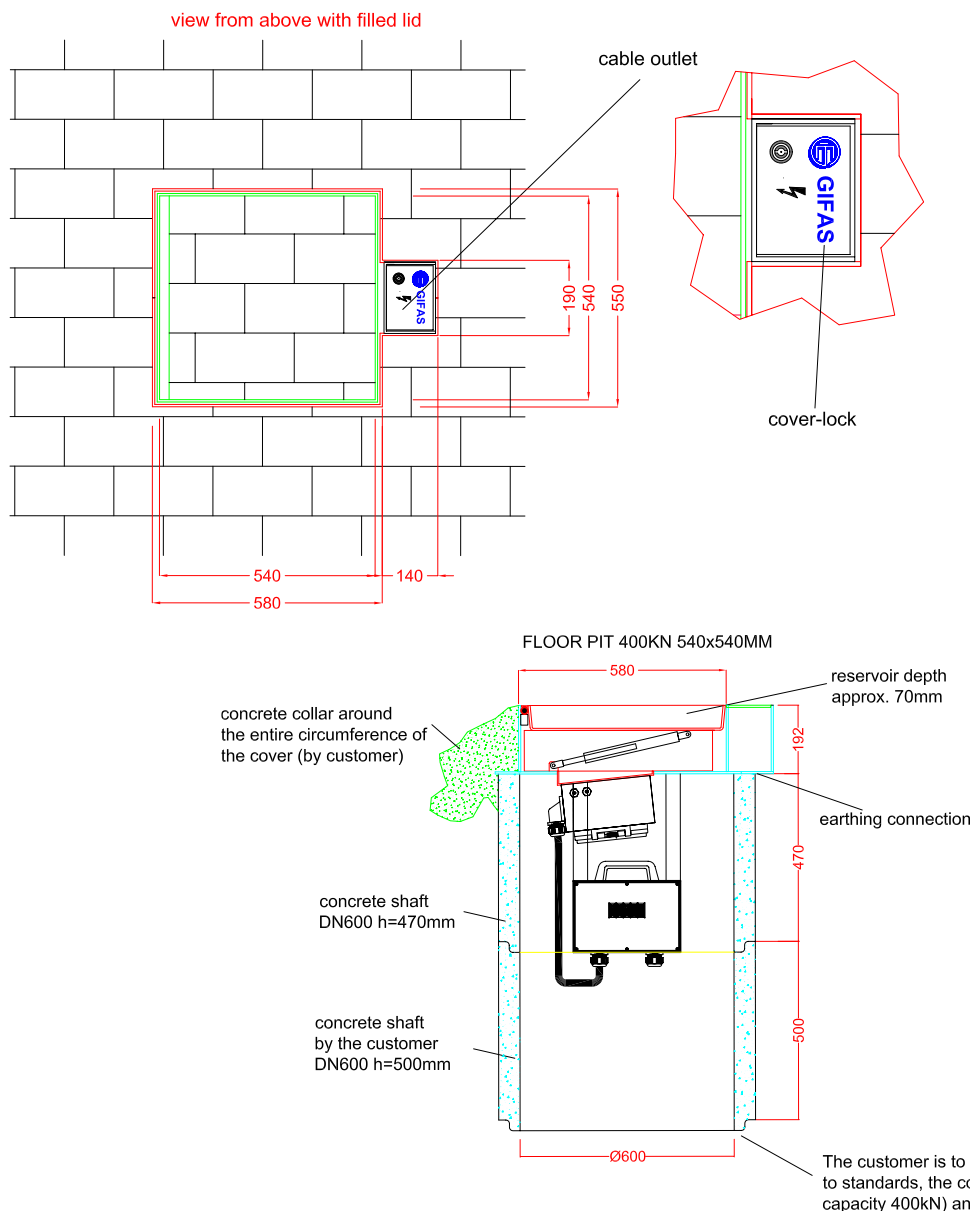 view from above with filled lid
cable outlet
GIFAS
GIFAS
190
540
550
cover-lock
540
140
580
FLOOR PIT 400KN 540x540MM
580
reservoir depth
approx. 70mm
concrete collar around
the entire circumference of
the cover (by customer)
192
earthing connection
470
concrete shaft
DN600 h=470mm
concrete shaft
by the customer
DN600 h=500mm
500
Ø600
The customer is to
to standards, the
capacity 400kN)